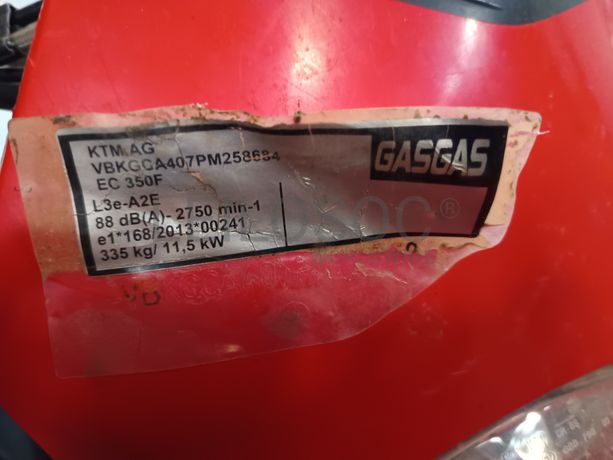 KTM AG
VBKGCA407PM258684
GASGAS
EC 350F
L3e-A2E
88 dB(A)- 2750 min-1
e1*168/2013*00241
335 kg/ 11,5 kW